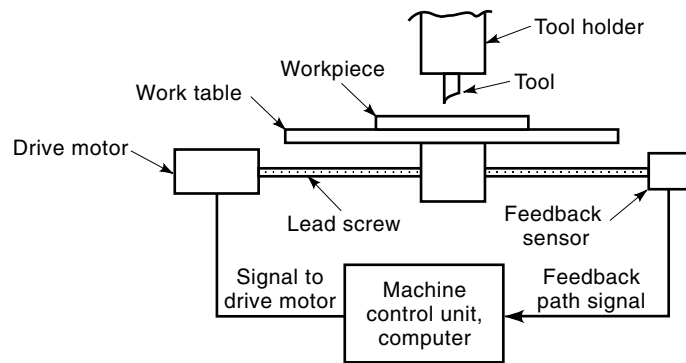 Tool holder
Workpiece
Tool
Work table
Drive motor
Lead screw
Feedback
sensor
Signal to
drive motor
Machine
control unit,
computer
Feedback
path signal